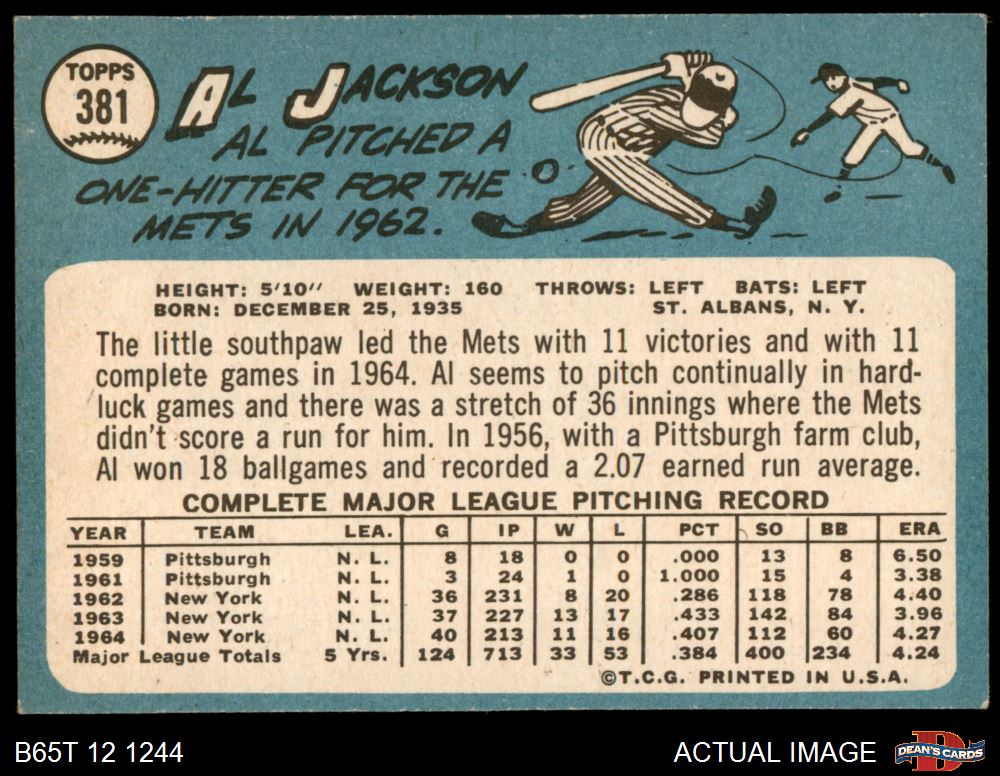 TOPPS
381
AL JACKSON
AL PITCHED A
ONE-HITTER FOR THE
METS IN 1962.
HEIGHT: 5'10" WEIGHT: 160 THROWS: LEFT BATS: LEFT
BORN: DECEMBER 25, 1935 ST. ALBANS, N. Y.
The little southpaw led the Mets with 11 victories and with 11
complete games in 1964. Al seems to pitch continually in hard-
luck games and there was a stretch of 36 innings where the Mets
didn't score a run for him. In 1956, with a Pittsburgh farm club,
Al won 18 ballgames and recorded a 2.07 earned run average.
COMPLETE MAJOR LEAGUE PITCHING RECORD
YEAR TEAM LEA. G IP W L PCT SO BB ERA
1959 Pittsburgh N. L. 8 18 0 0 .000 13 8 6.50
1961 Pittsburgh N. L. 3 24 1 0 1.000 15 4 3.38
1962 New York N. L. 36 231 8 20 .286 118 78 4.40
1963 New York N. L. 37 227 13 17 .433 142 84 3.96
1964 New York N. L. 40 213 11 16 .407 112 60 4.27
Major League Totals 5 Yrs. 124 713 33 53 .384 400 234 4.24
©T.C.G. PRINTED IN U.S.A.
B65T 12 1244 ACTUAL IMAGE D DEAN'S CARDS